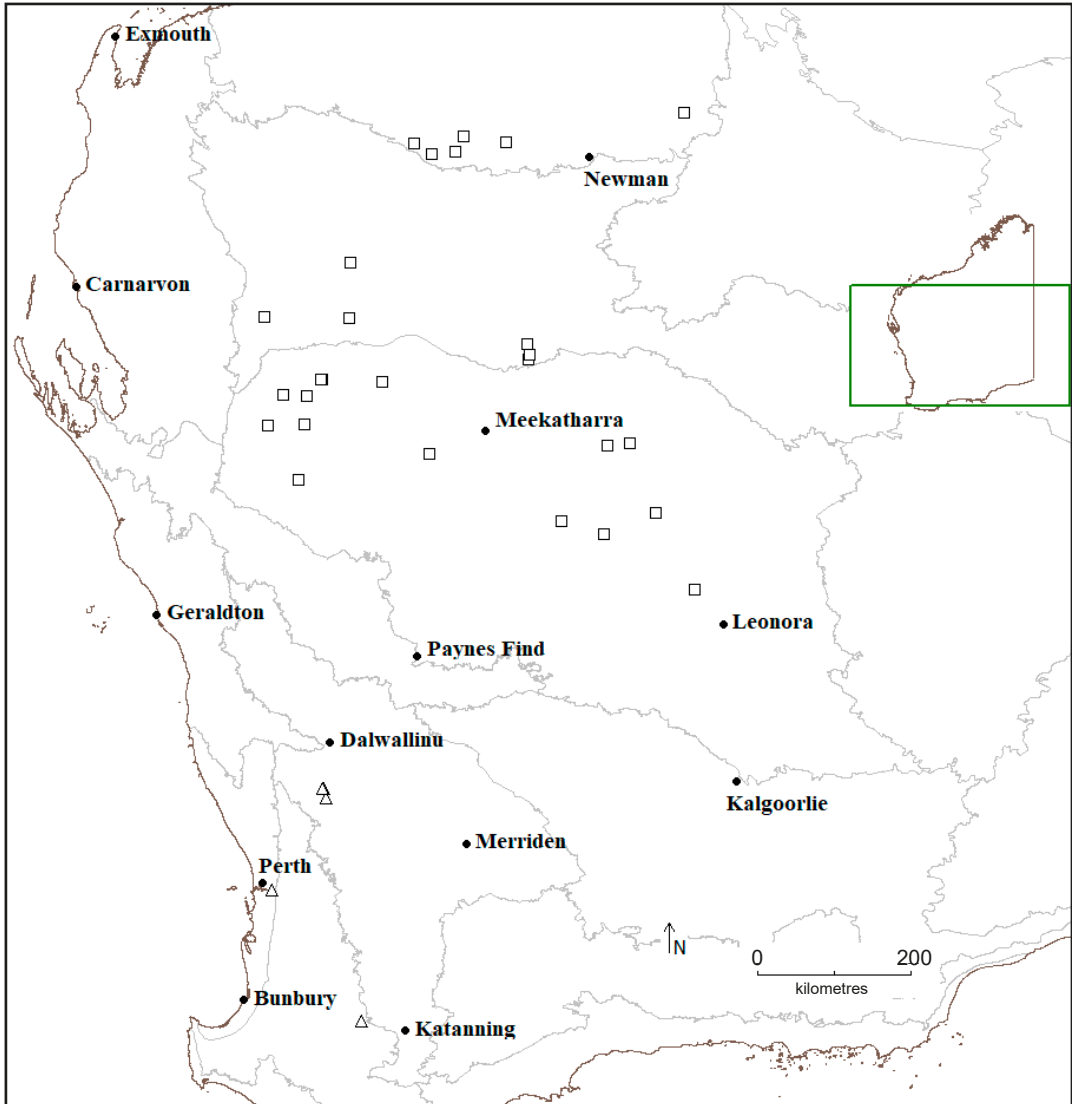 Exmouth
Newman
Carnarvon
Meekatharra
Geraldton
Leonora
Paynes Find
Dalwallinu
Kalgoorlie
Merriden
Perth
N
0 200
kilometres
Bunbury
Katanning